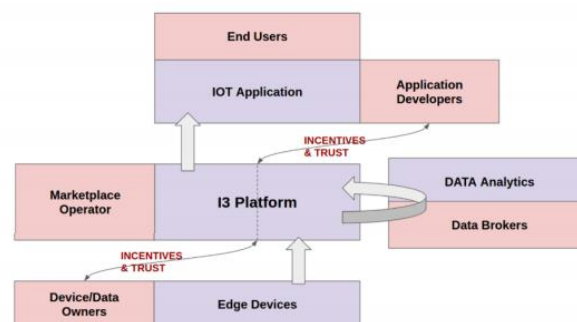 End Users
IOT Application
Application
Developers
INCENTIVES
& TRUST
Marketplace
Operator
I3 Platform
DATA Analytics
Data Brokers
INCENTIVES
& TRUST
Device/Data
Owners
Edge Devices